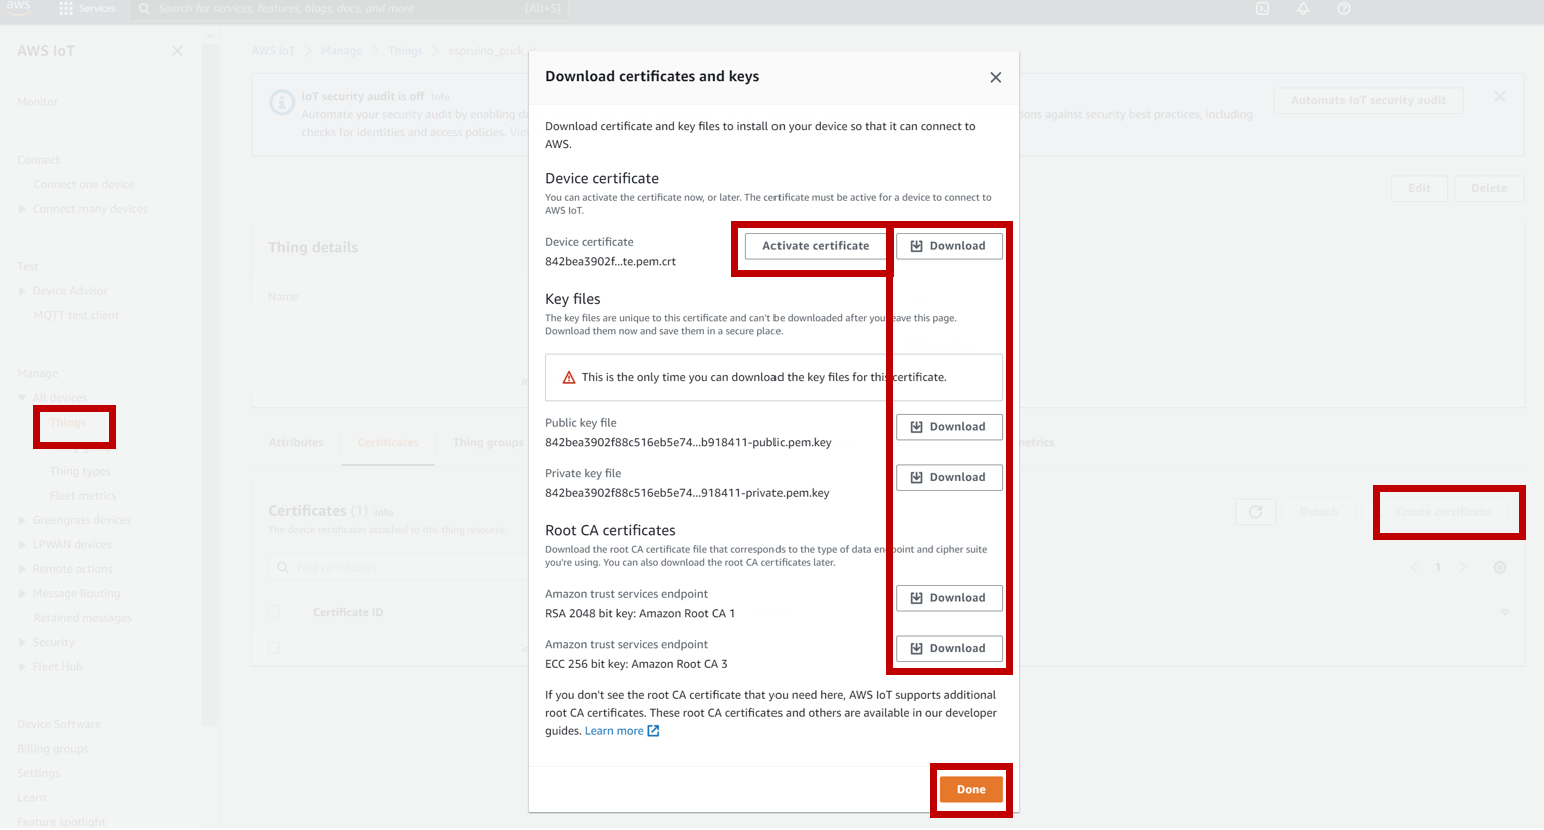 aws
Services
Search for services, features, blogs, docs, and more
[Alt+S]
AWS IoT
Monitor
Connect
Connect one device
Connect many devices
Test
Device Advisor
MQTT test client
Manage
All devices
Things
Thing types
Fleet metrics
Greengrass devices
LPWAN devices
Remote actions
Message Routing
Retained messages
Security
Fleet Hub
Device Software
Billing groups
Settings
Learn
Feature spotlight
AWS IoT
Manage
Things
espruino_puck
IoT security audit is off Info
Automate your security audit by enabling
checks for identities and access policies.
against security best practices, including
Automate IoT security audit
Edit
Delete
Thing details
Name
Attributes
Certificates
Thing groups
metrics
Certificates (1) Info
The device certificates attached to this thing resource.
Detach
Create certificate
Find certificates
1
Certificate ID
Download certificates and keys
Download certificate and key files to install on your device so that it can connect to
AWS.
Device certificate
You can activate the certificate now, or later. The certificate must be active for a device to connect to
AWS IoT.
Device certificate
842bea3902f...te.pem.crt
Activate certificate
Download
Key files
The key files are unique to this certificate and can't be downloaded after you leave this page.
Download them now and save them in a secure place.
This is the only time you can download the key files for this certificate.
Public key file
842bea3902f88c516eb5e74...b918411-public.pem.key
Download
Private key file
842bea3902f88c516eb5e74...918411-private.pem.key
Download
Root CA certificates
Download the root CA certificate file that corresponds to the type of data endpoint and cipher suite
you're using. You can also download the root CA certificates later.
Amazon trust services endpoint
RSA 2048 bit key: Amazon Root CA 1
Download
Amazon trust services endpoint
ECC 256 bit key: Amazon Root CA 3
Download
If you don't see the root CA certificate that you need here, AWS IoT supports additional
root CA certificates. These root CA certificates and others are available in our developer
guides. Learn more
Done